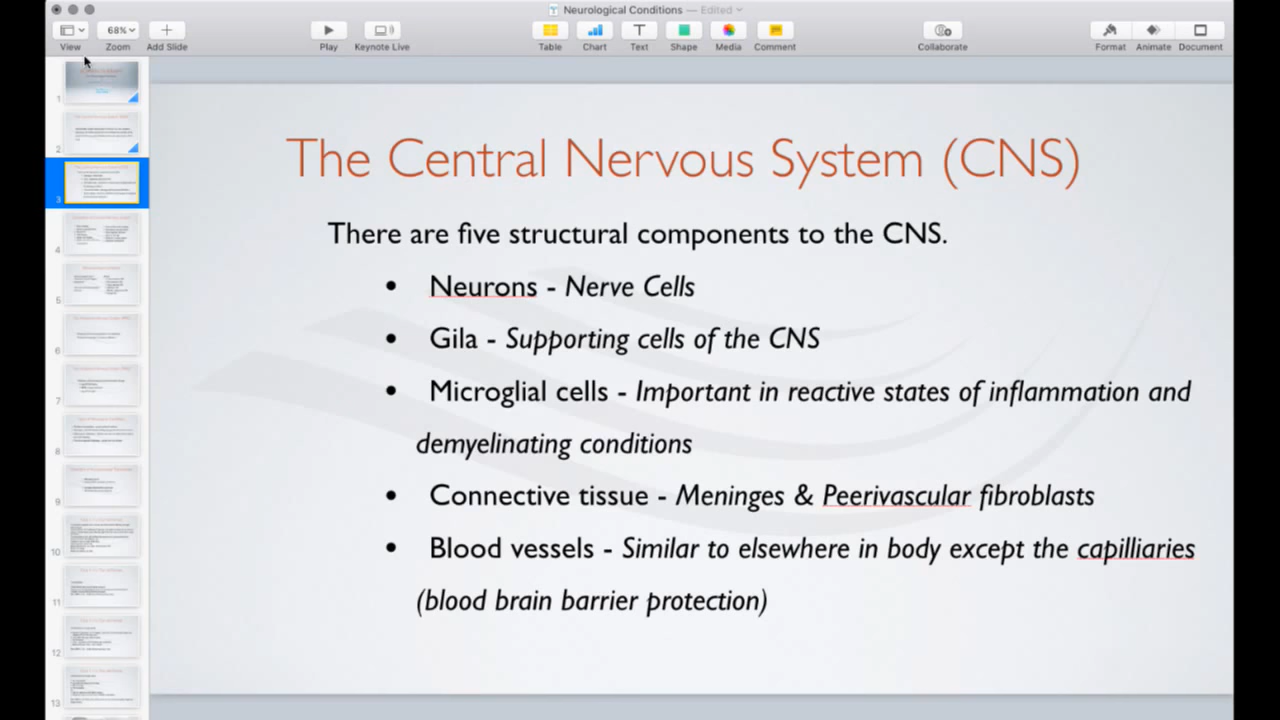 Neurological Conditions — Edited
View
68%
Zoom
Add Slide
Play
Keynote Live
Table
Chart
Text
Shape
Media
Comment
Collaborate
Format
Animate
Document
1
2
3
4
5
6
7
8
9
10
11
12
13
The Central Nervous System (CNS)
There are five structural components to the CNS.
• Neurons - Nerve Cells
• Gila - Supporting cells of the CNS
• Microglial cells - Important in reactive states of inflammation and
demyelinating conditions
• Connective tissue - Meninges & Peerivascular fibroblasts
• Blood vessels - Similar to elsewhere in body except the capilliaries
(blood brain barrier protection)